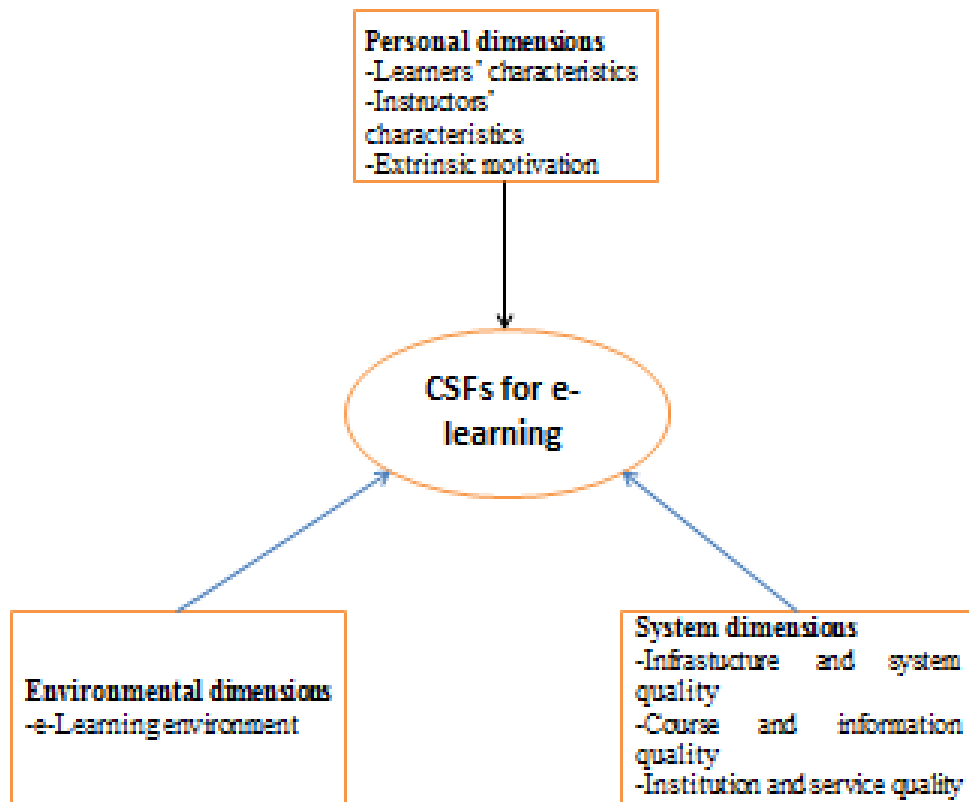 Personal dimensions
-Learners’ characteristics
-Instructors’
characteristics
-Extrinsic motivation
CSFs for e-
learning
Environmental dimensions
-e-Learning environment
System dimensions
-Infrastucture and system
quality
-Course and information
quality
-Institution and service quality